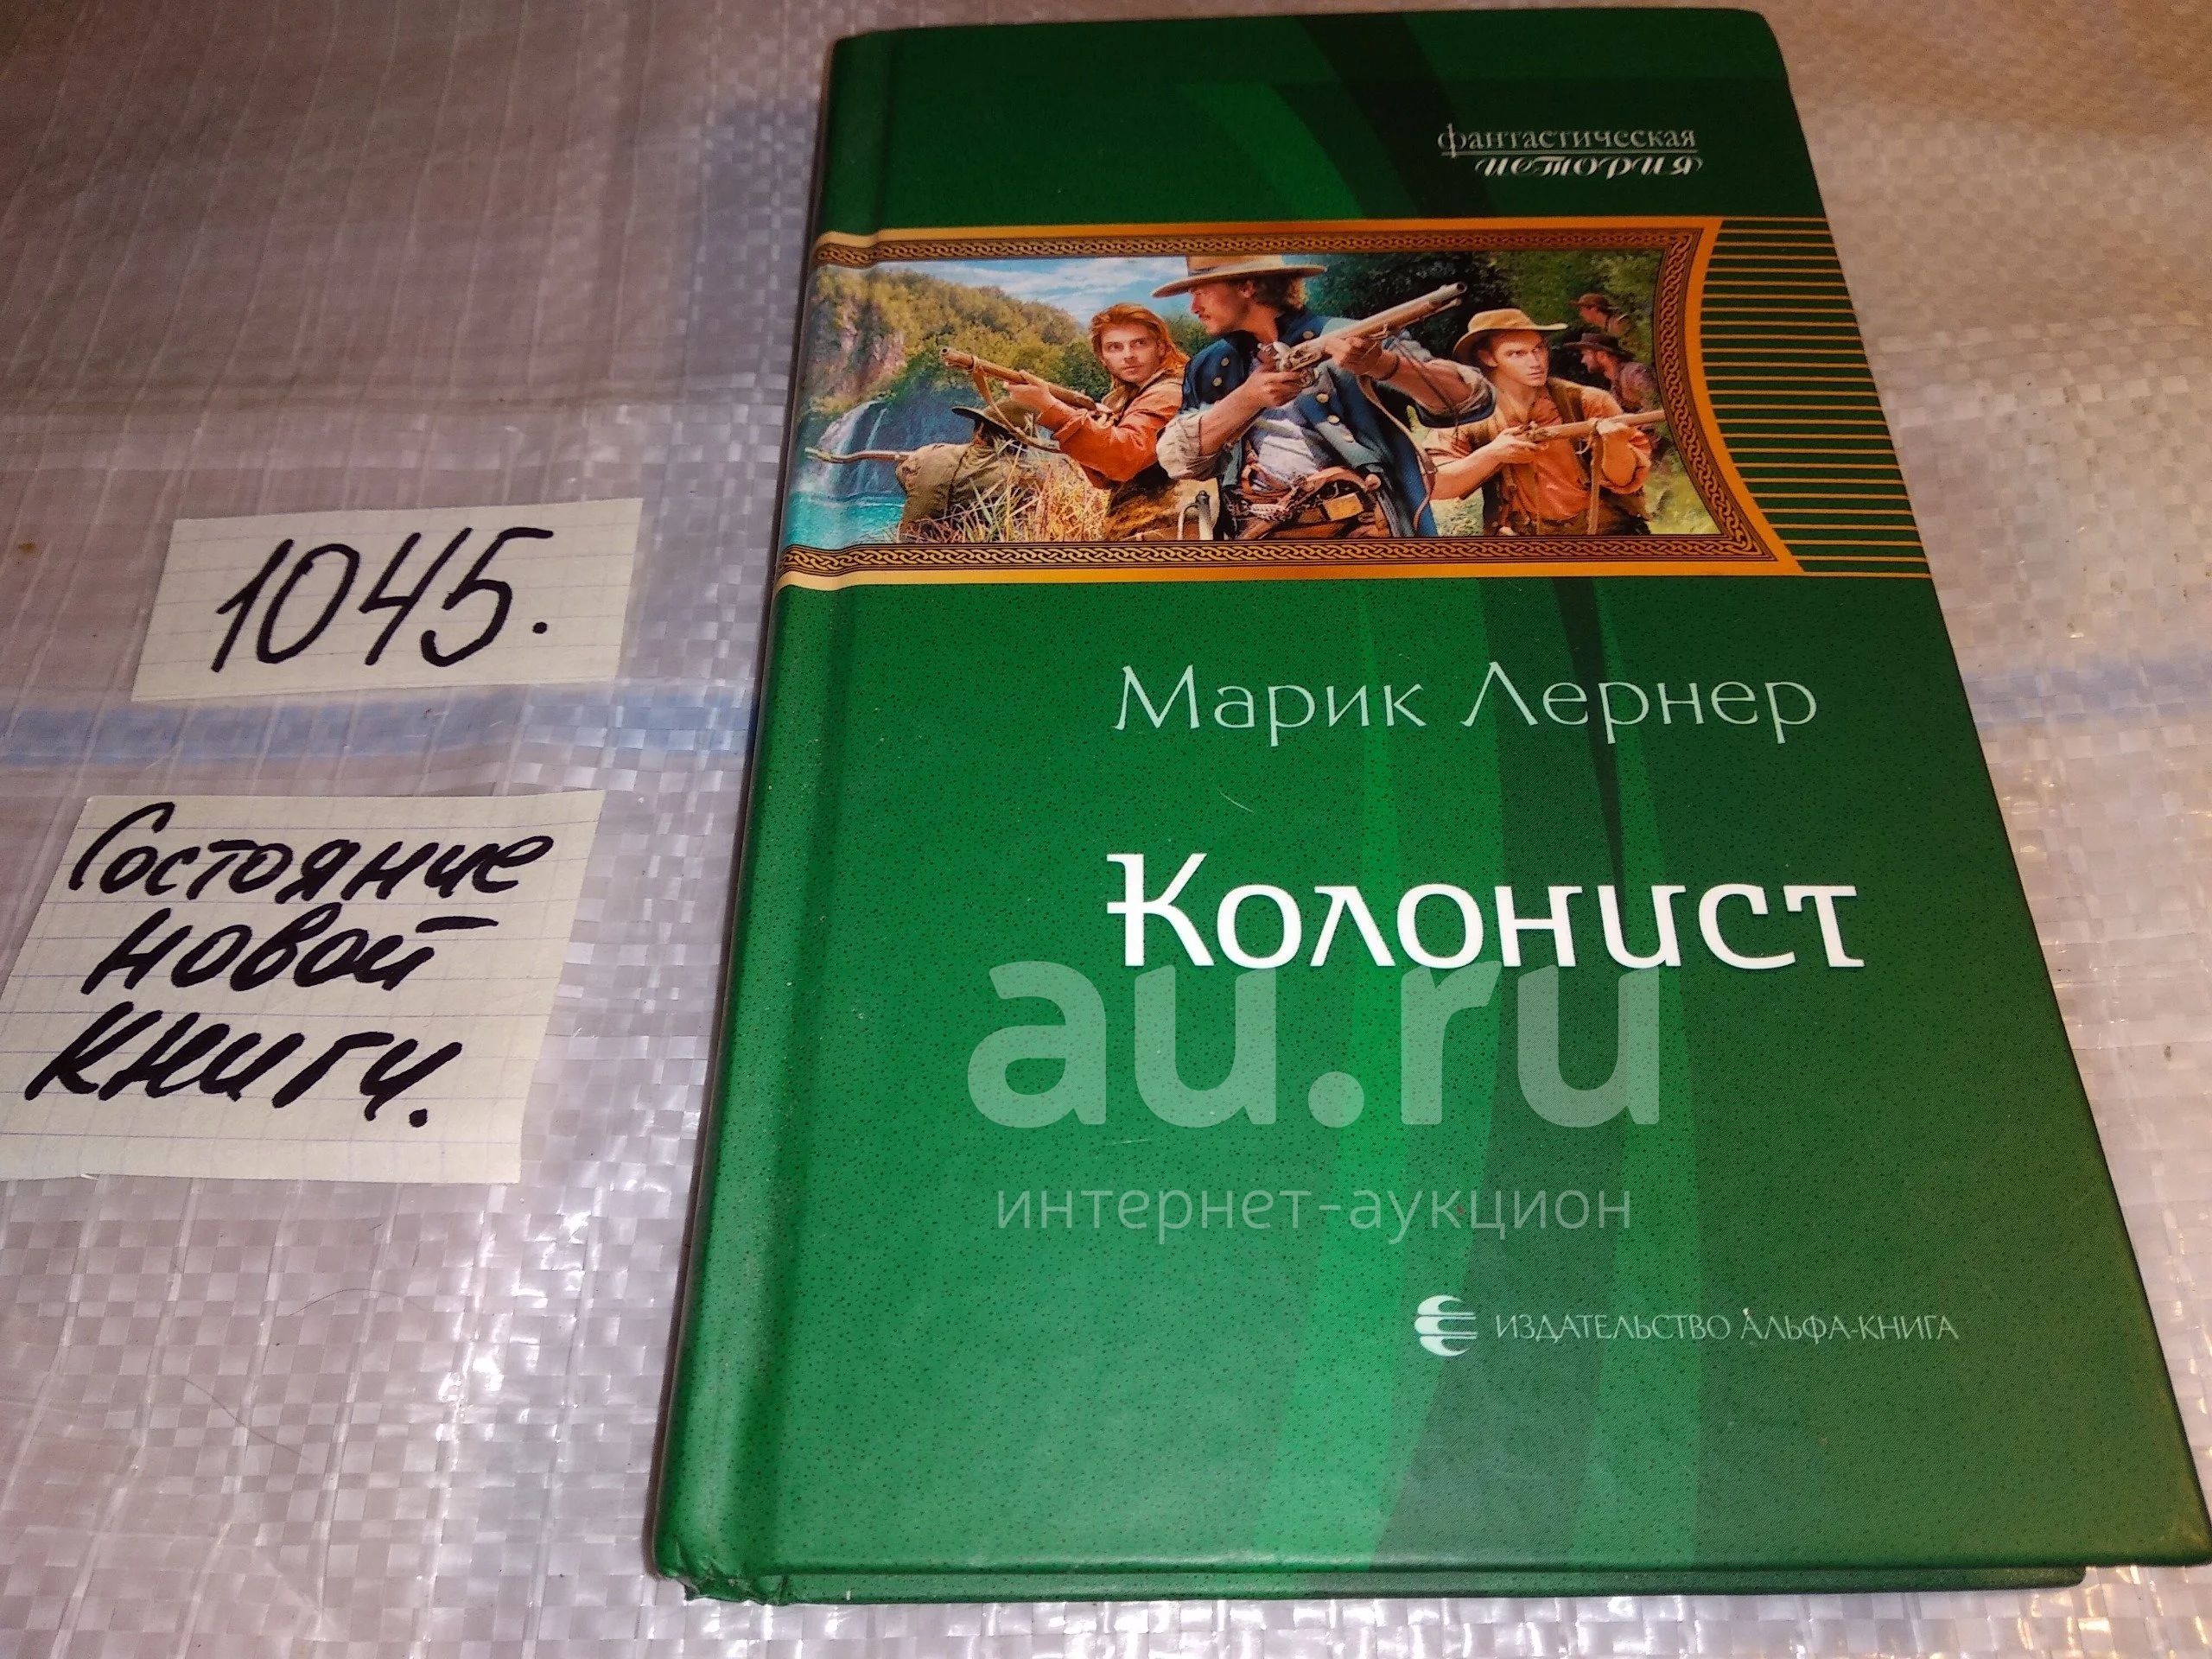 фантастическая
история
1045.
Марик Лернер
Состояние
новой
книги.
Колонист
au.ru
интернет-аукцион
ИЗДАТЕЛЬСТВО АЛЬФА-КНИГА